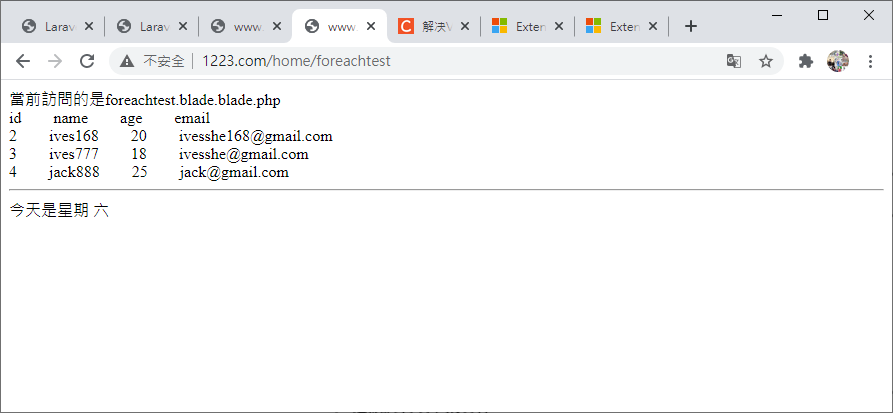 Larav
Larav
www.
www.
解決V
Exter
Exter
不安全
1223.com/home/foreachtest
當前訪問的是foreachtest.blade.blade.php
id name age email
2 ives168 20 ivesshe168@gmail.com
3 ives777 18 ivesshe@gmail.com
4 jack888 25 jack@gmail.com
今天是星期 六